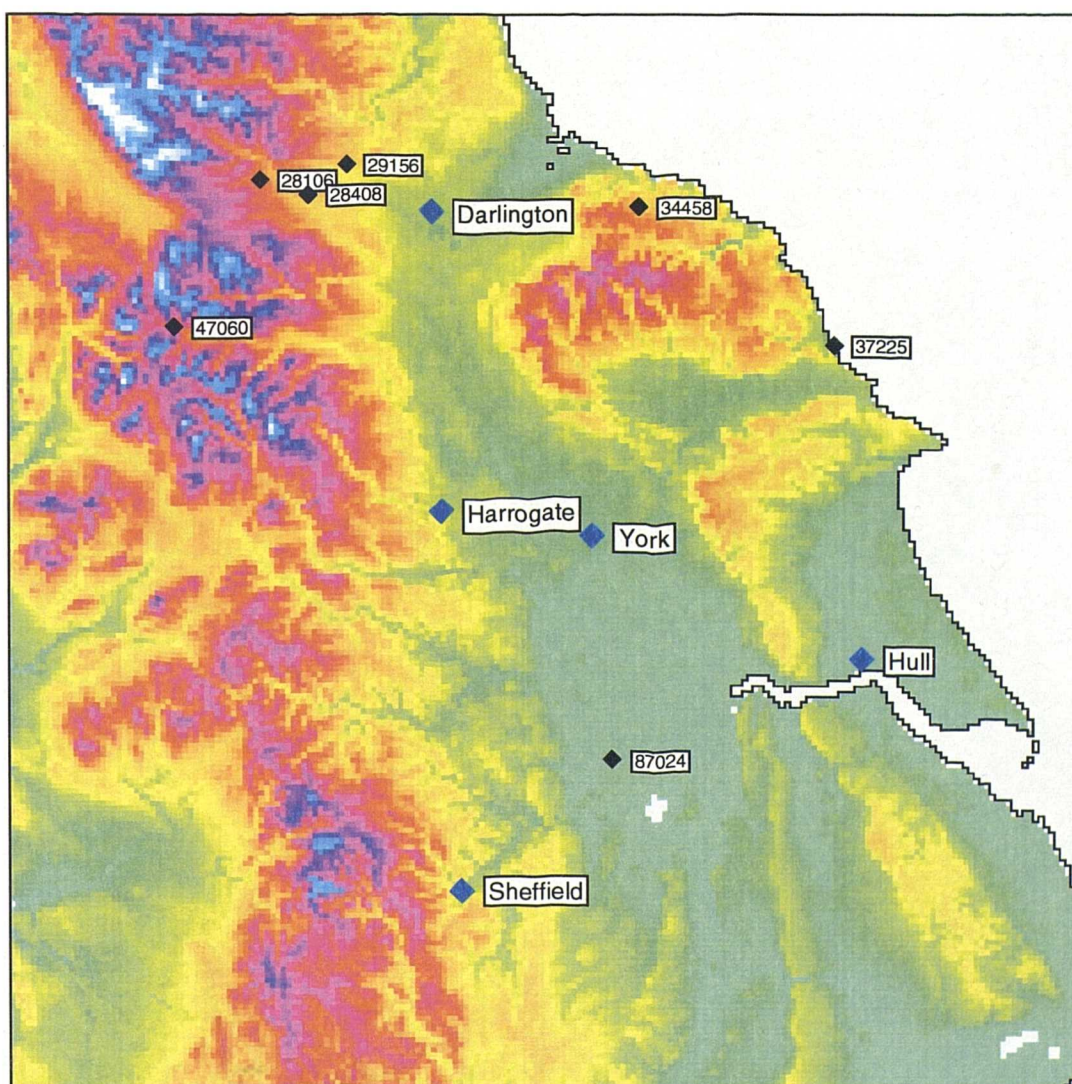 29156
28106
28408
Darlington
34458
47060
37225
Harrogate
York
Hull
87024
Sheffield